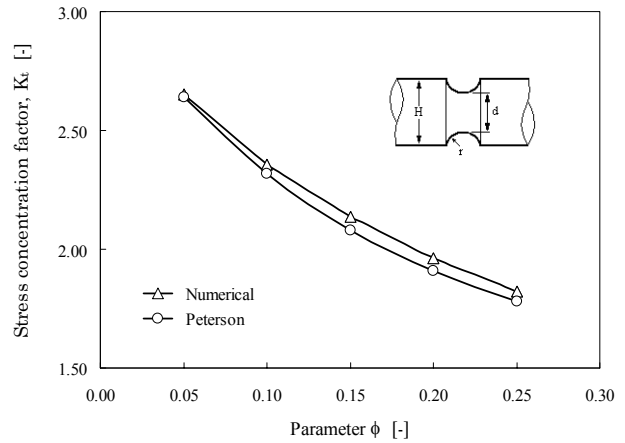 3.00
2.50
2.00
1.50
Stress concentration factor, Kt [-]
H
d
r
Numerical
Peterson
0.00 0.05 0.10 0.15 0.20 0.25 0.30
Parameter ϕ [-]